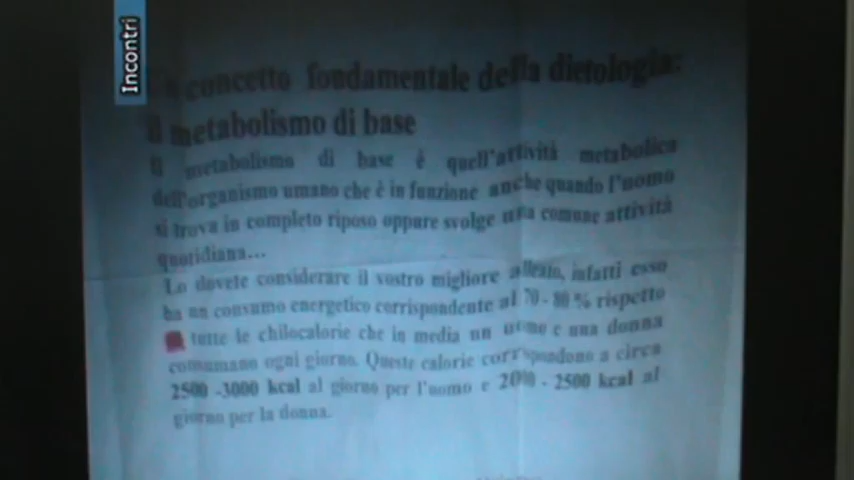 Incontri
concetto fondamentale della dietologia:
il metabolismo di base
Il metabolismo di base è quell'attività metabolica
dell'organismo umano che è in funzione anche quando l'uomo
si trova in completo riposo oppure svolge una comune attività
quotidiana...
Lo dovete considerare il vostro migliore alleato, infatti esso
ha un consumo energetico corrispondente al 70 - 80 % rispetto
tutte le chilocalorie che in media un uomo e una donna
consumano ogni giorno. Queste calorie corrispondono a circa
2500 -3000 kcal al giorno per l'uomo e 2000 - 2500 kcal al
giorno per la donna.